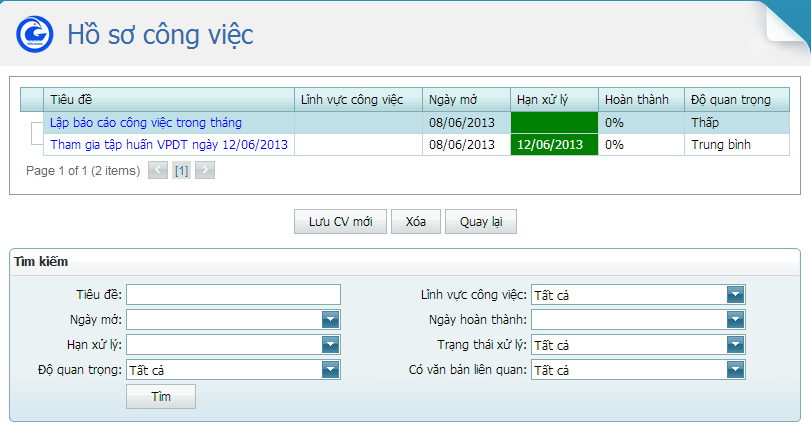 Hồ sơ công việc
Tiêu đề Lĩnh vực công việc Ngày mở Hạn xử lý Hoàn thành Độ quan trọng
Lập báo cáo công việc trong tháng 08/06/2013 0% Thấp
Tham gia tập huấn VPDT ngày 12/06/2013 08/06/2013 12/06/2013 0% Trung bình
Page 1 of 1 (2 items) < [1] >
Lưu CV mới Xóa Quay lại
Tìm kiếm
Tiêu đề: Lĩnh vực công việc: Tất cả
Ngày mở: Ngày hoàn thành:
Hạn xử lý: Trạng thái xử lý: Tất cả
Độ quan trọng: Tất cả Có văn bản liên quan: Tất cả
Tìm